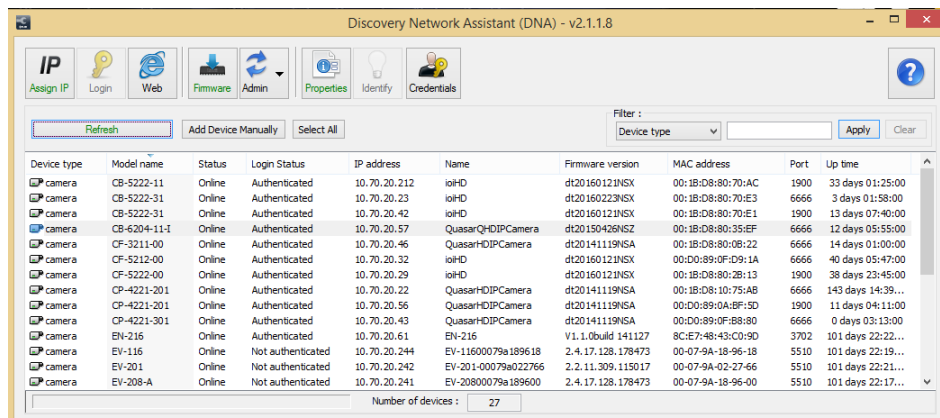 Discovery Network Assistant (DNA) - v2.1.1.8
IP
Assign IP Login Web Firmware Admin Properties Identify Credentials
Filter :
Refresh Add Device Manually Select All Device type Apply Clear
Device type Model name Status Login Status IP address Name Firmware version MAC address Port Up time
camera CB-5222-11 Online Authenticated 10.70.20.212 ioiHD dt20160121NSX 00:1B:D8:80:70:AC 1900 33 days 01:25:00
camera CB-5222-31 Online Authenticated 10.70.20.23 ioiHD dt20160223NSX 00:1B:D8:80:70:E3 6666 3 days 01:58:00
camera CB-5222-31 Online Authenticated 10.70.20.42 ioiHD dt20160121NSX 00:1B:D8:80:70:E1 1900 13 days 07:40:00
camera CB-6204-11-I Online Authenticated 10.70.20.57 QuasarQHDIPCamera dt20150426NSZ 00:1B:D8:80:35:EF 6666 12 days 05:55:00
camera CF-3211-00 Online Authenticated 10.70.20.46 QuasarHDIPCamera dt20141119NSA 00:1B:D8:80:0B:22 6666 14 days 01:00:00
camera CF-5212-00 Online Authenticated 10.70.20.32 ioiHD dt20160121NSX 00:D0:89:0F:D9:1A 6666 40 days 05:47:00
camera CF-5222-00 Online Authenticated 10.70.20.29 ioiHD dt20160121NSX 00:1B:D8:80:2B:13 1900 38 days 23:45:00
camera CP-4221-201 Online Authenticated 10.70.20.22 QuasarHDIPCamera dt20141119NSA 00:1B:D8:10:75:AB 6666 143 days 14:39...
camera CP-4221-201 Online Authenticated 10.70.20.56 QuasarHDIPCamera dt20141119NSA 00:D0:89:0A:BF:5D 1900 11 days 04:11:00
camera CP-4221-301 Online Authenticated 10.70.20.43 QuasarHDIPCamera dt20141119NSA 00:D0:89:0F:B8:80 6666 0 days 03:13:00
camera EN-216 Online Authenticated 10.70.20.61 EN-216 V1.1.0build 141127 8C:E7:48:43:C0:9D 3702 101 days 22:22...
camera EV-116 Online Not authenticated 10.70.20.244 EV-11600079a189618 2.4.17.128.178473 00-07-9A-18-96-18 5510 101 days 22:19...
camera EV-201 Online Not authenticated 10.70.20.242 EV-201-00079a022766 2.2.11.309.115017 00-07-9A-02-27-66 5510 101 days 22:21...
camera EV-208-A Online Not authenticated 10.70.20.241 EV-20800079a189600 2.4.17.128.178473 00-07-9A-18-96-00 5510 101 days 22:17...
Number of devices : 27